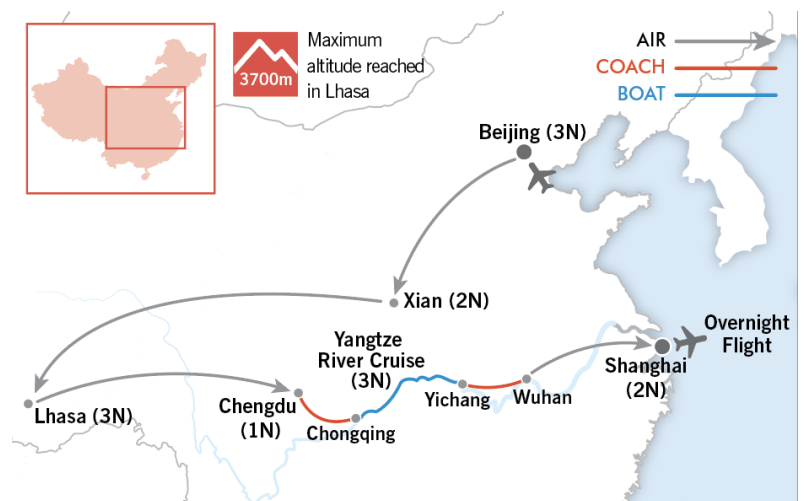 Maximum
altitude reached
in Lhasa
3700m
AIR
COACH
BOAT
Beijing (3N)
Xian (2N)
Yangtze
River Cruise
(3N)
Overnight
Flight
Shanghai
(2N)
Lhasa (3N)
Chengdu
(1N)
Chongqing
Yichang
Wuhan